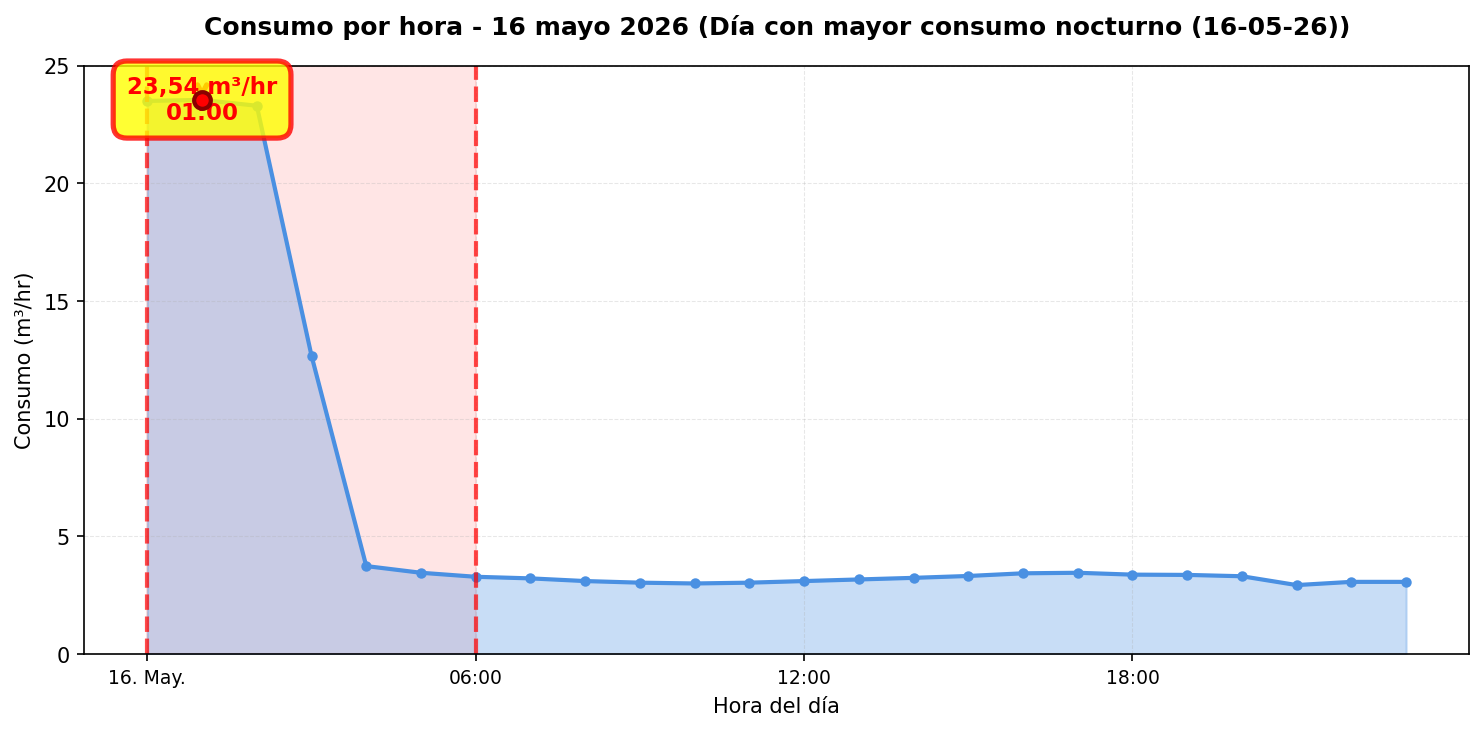 Consumo por hora - 16 mayo 2026 (Día con mayor consumo nocturno (16-05-26))
23,54 m³/hr
01:00
25
20
15
10
5
0
Consumo (m³/hr)
16. May.
06:00
12:00
18:00
Hora del día